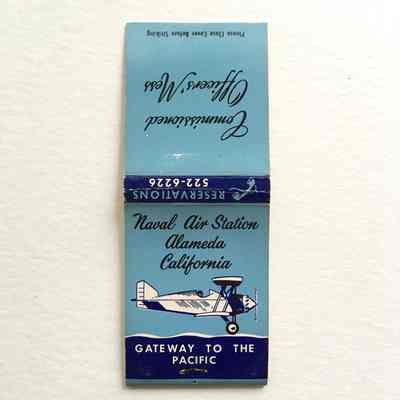 Please Close Cover Before Striking
Commissioned
Officers' Mess
RESERVATIONS
522-6226
Naval Air Station
Alameda
California
GATEWAY TO THE
PACIFIC